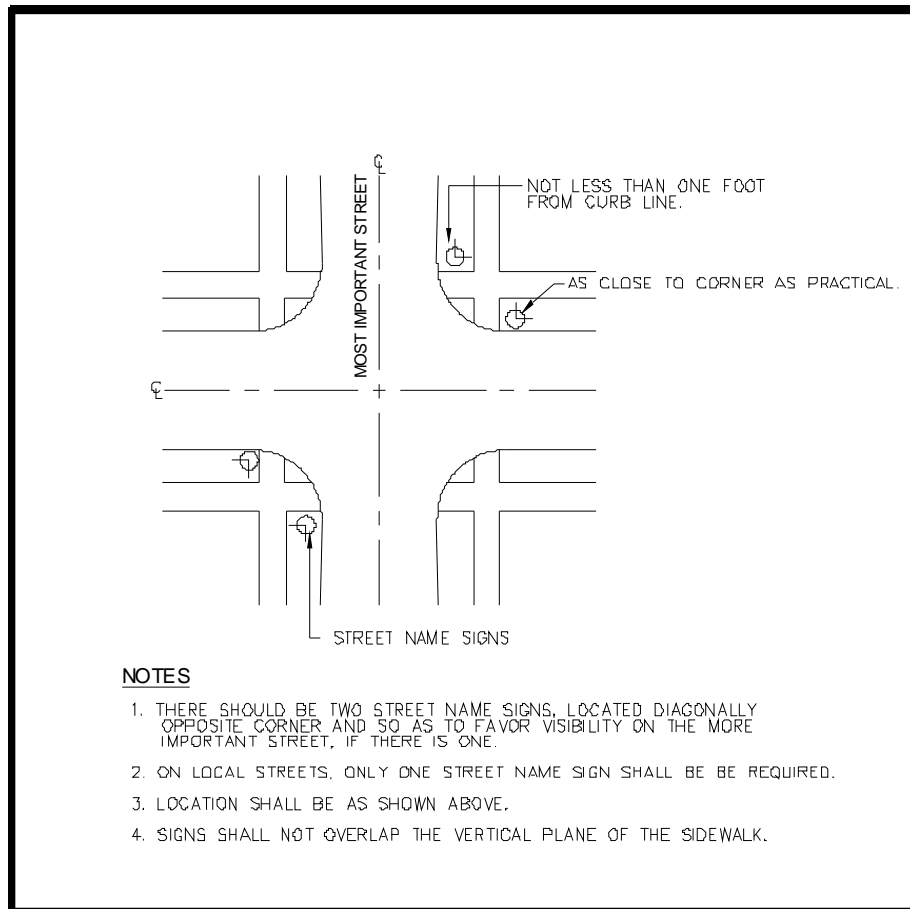 ℄
MOST IMPORTANT STREET
NOT LESS THAN ONE FOOT
FROM CURB LINE.
AS CLOSE TO CORNER AS PRACTICAL.
℄
STREET NAME SIGNS
NOTES
1. THERE SHOULD BE TWO STREET NAME SIGNS, LOCATED DIAGONALLY
OPPOSITE CORNER AND SO AS TO FAVOR VISIBILITY ON THE MORE
IMPORTANT STREET, IF THERE IS ONE.
2. ON LOCAL STREETS, ONLY ONE STREET NAME SIGN SHALL BE BE REQUIRED.
3. LOCATION SHALL BE AS SHOWN ABOVE.
4. SIGNS SHALL NOT OVERLAP THE VERTICAL PLANE OF THE SIDEWALK.